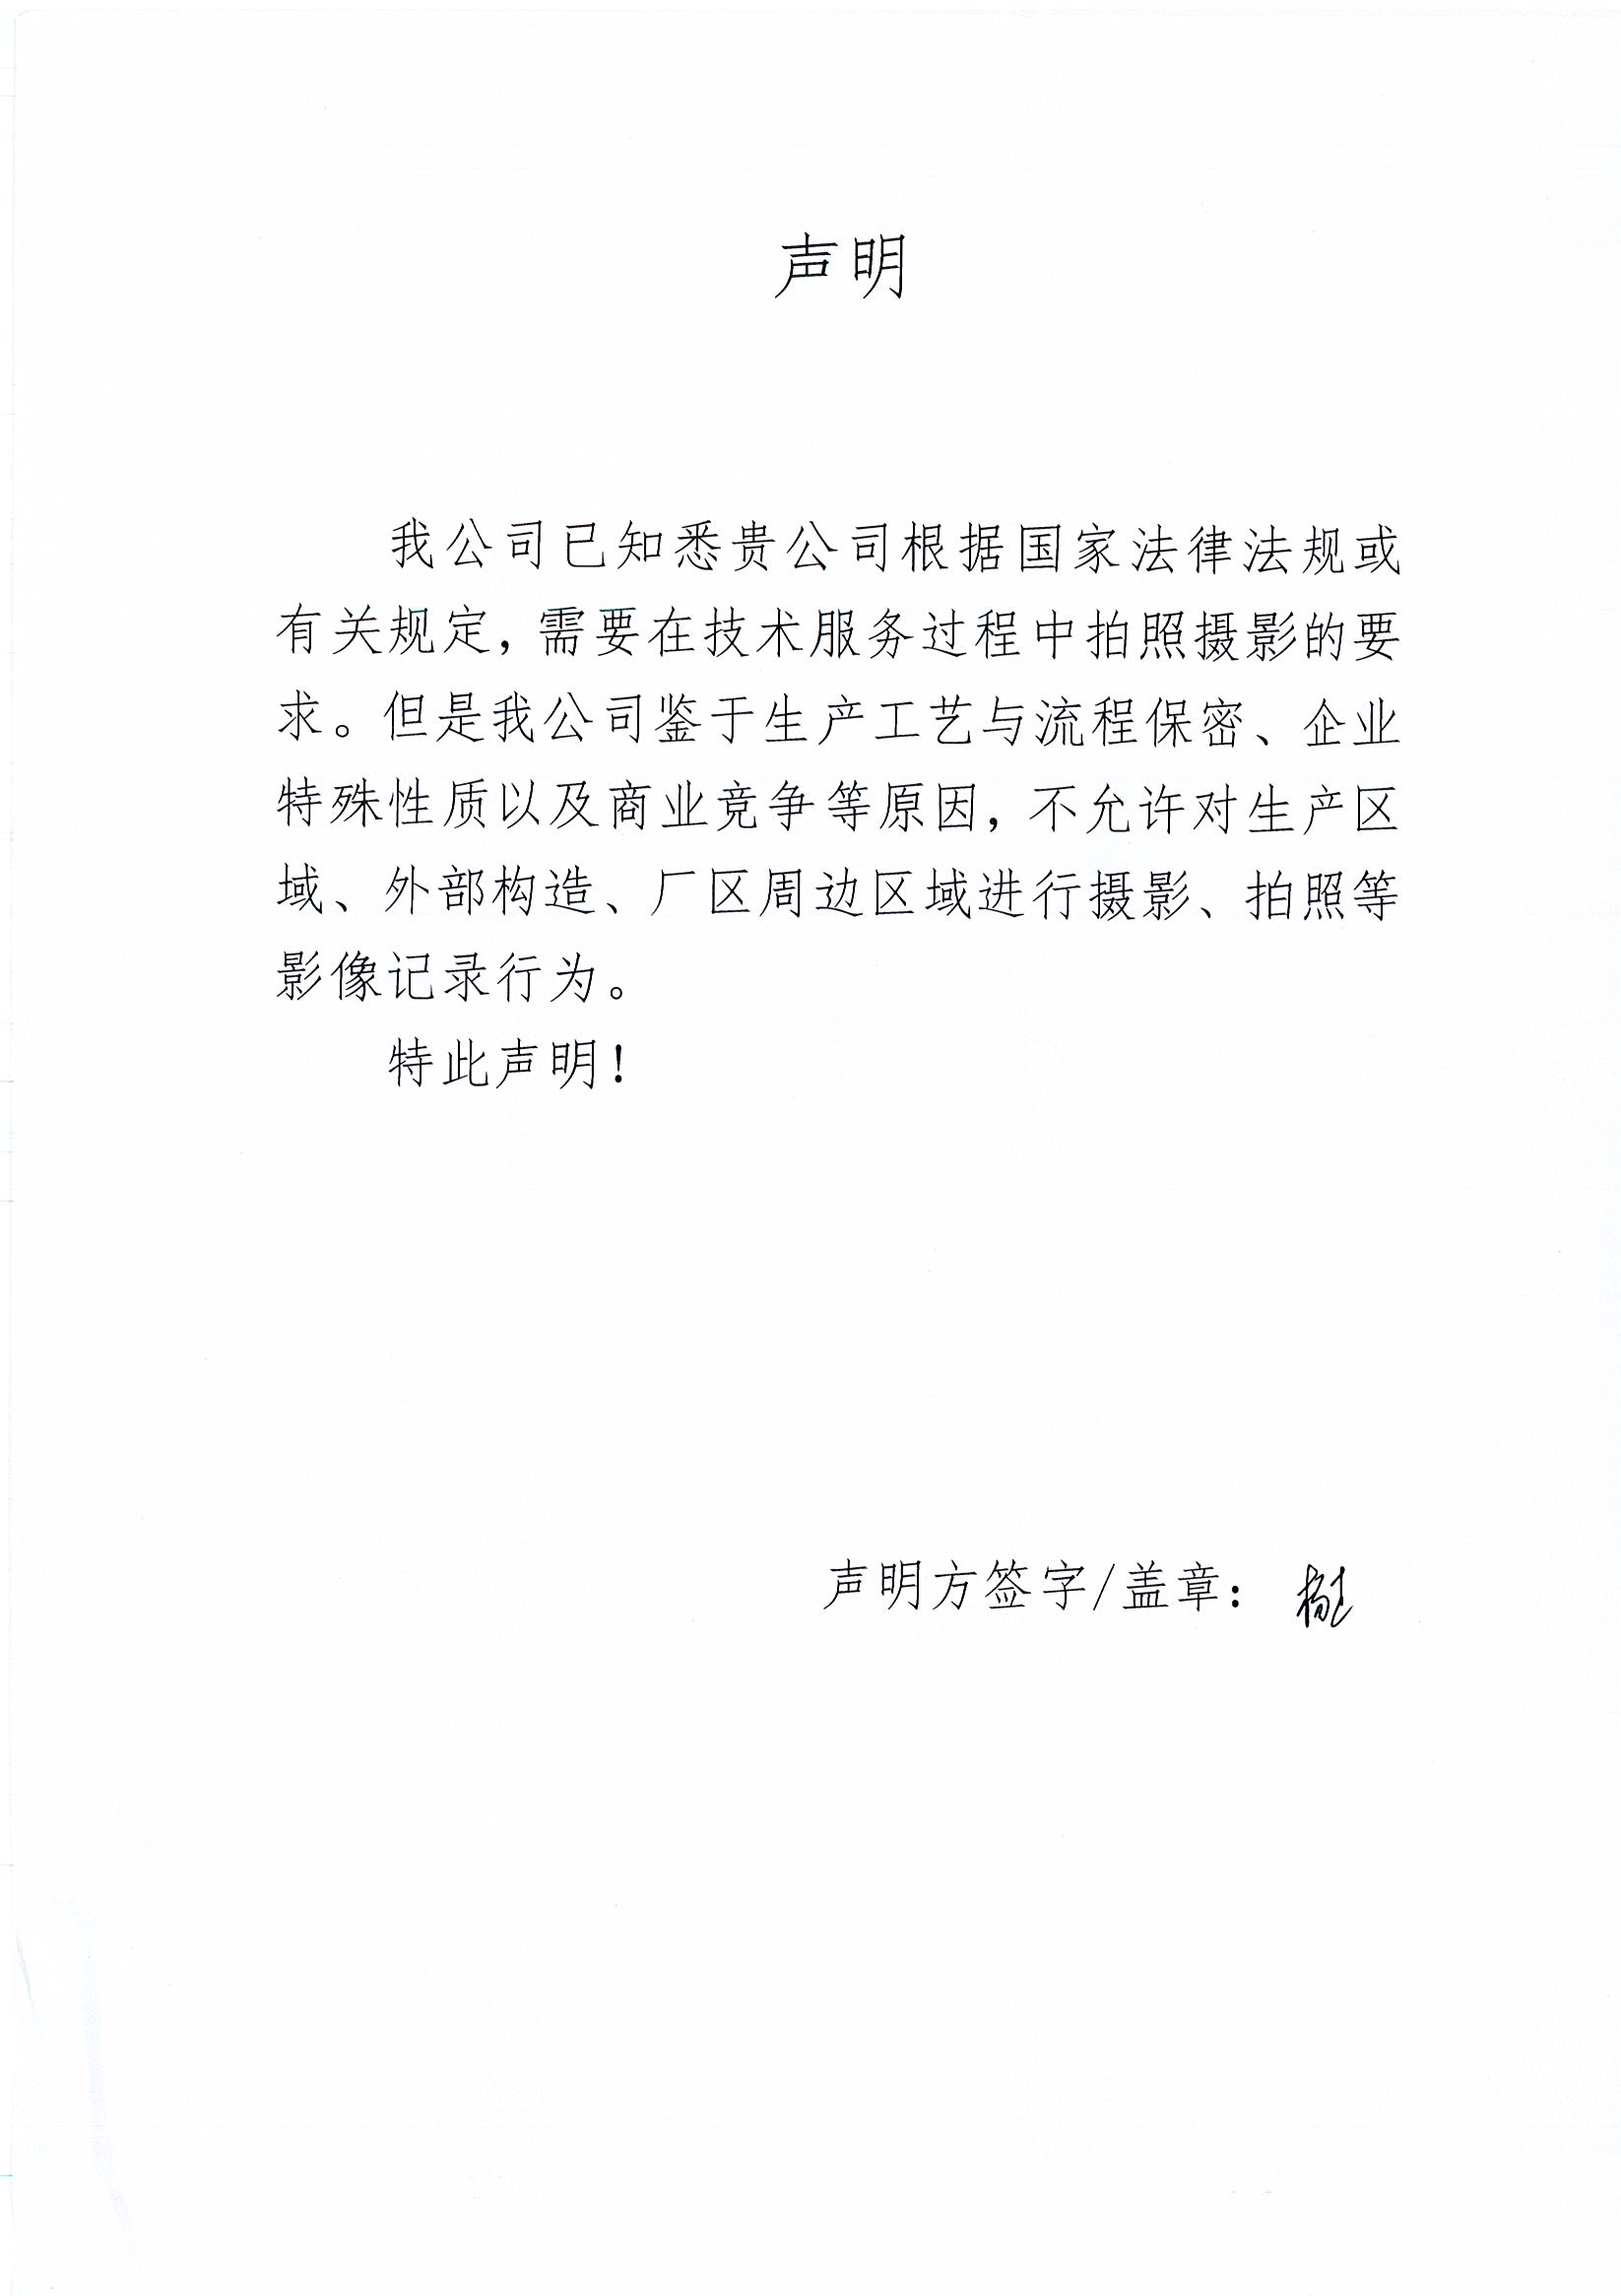 声明
我公司已知悉贵公司根据国家法律法规或
有关规定，需要在技术服务过程中拍照摄影的要
求。但是我公司鉴于生产工艺与流程保密、企业
特殊性质以及商业竞争等原因，不允许对生产区
域、外部构造、厂区周边区域进行摄影、拍照等
影像记录行为。
特此声明！
声明方签字/盖章：